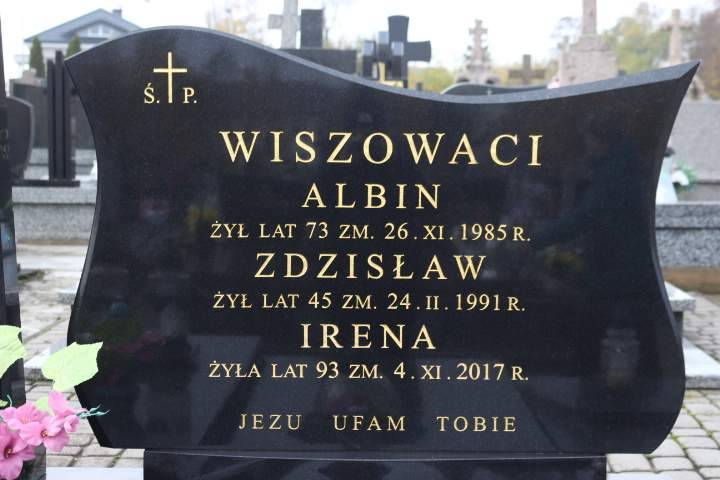 Ś. P.
WISZOWACI
ALBIN
ŻYŁ LAT 73 ZM. 26.XI.1985 R.
ZDZISŁAW
ŻYŁ LAT 45 ZM. 24.II.1991 R.
IRENA
ŻYŁA LAT 93 ZM. 4.XI.2017 R.
JEZU UFAM TOBIE